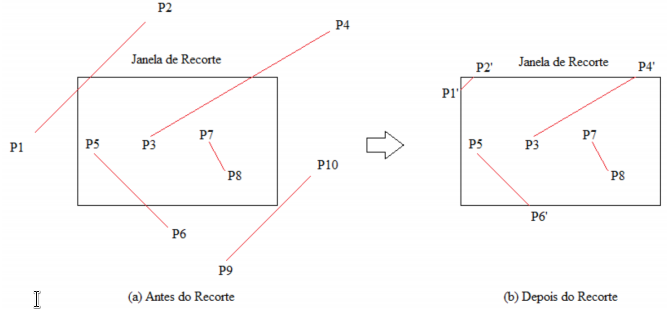 P2
P4
Janela de Recorte
P1
P5
P3
P7
P8
P10
P6
P9
(a) Antes do Recorte
Janela de Recorte
P2'
P4'
P1'
P5
P3
P7
P8
P6'
(b) Depois do Recorte